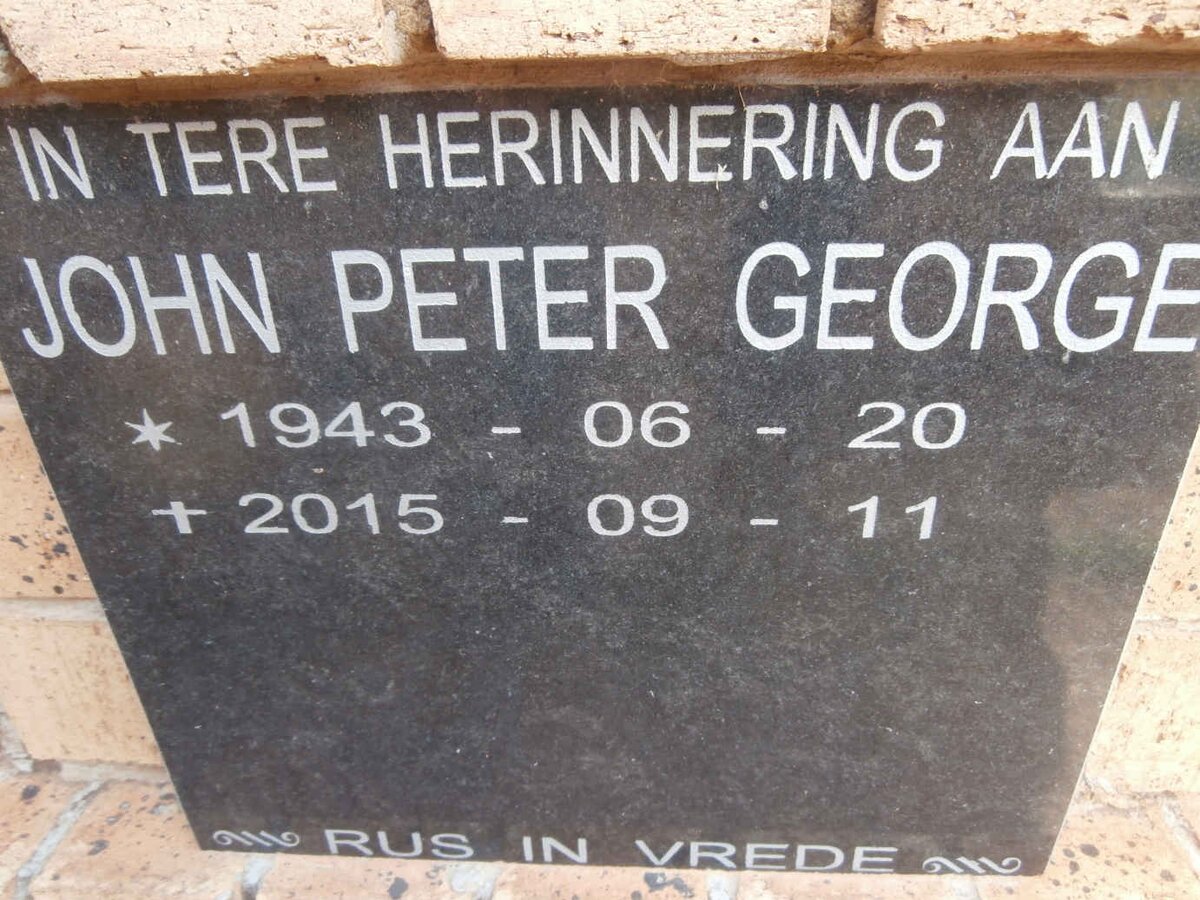 IN TERE HERINNERING AAN
JOHN PETER GEORGE
* 1943 - 06 - 20
✝ 2015 - 09 - 11
RUS IN VREDE